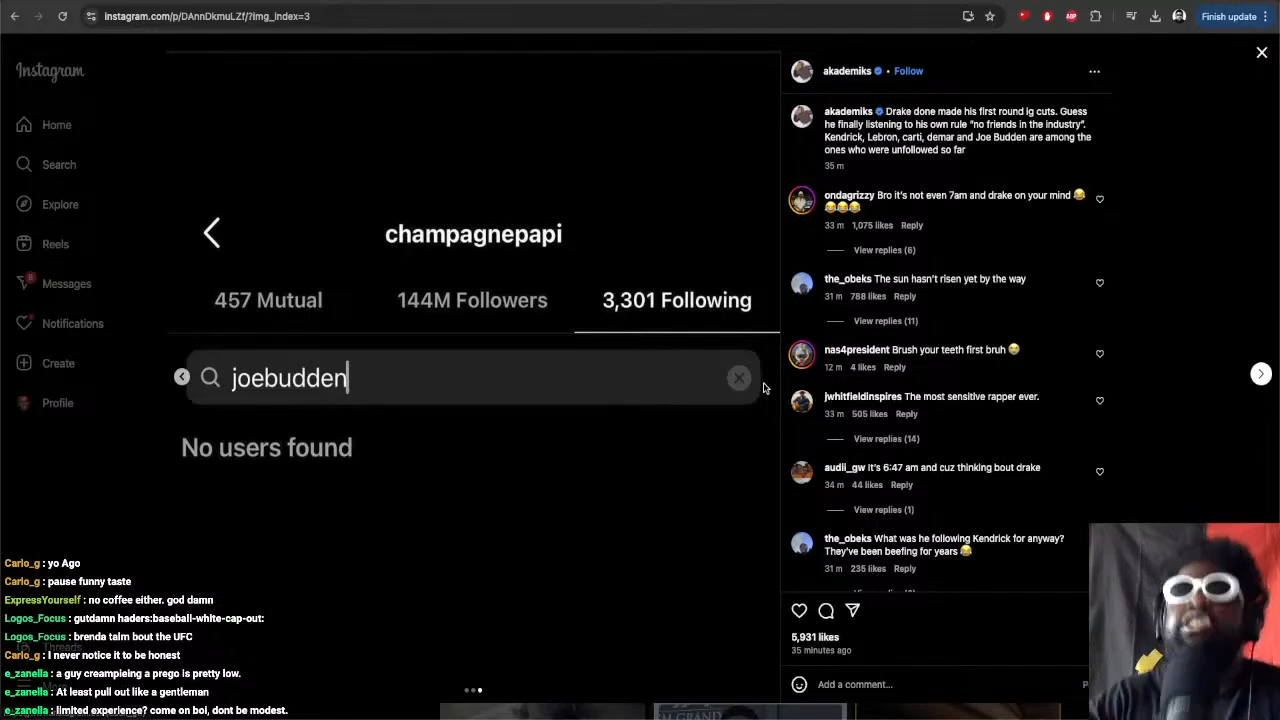 instagram.com/p/DAnnDkmuLZf/?img_index=3
Finish update
Instagram
Home
Search
Explore
Reels
8
Messages
Notifications
Create
Profile
Threads
champagnepapi
457 Mutual
144M Followers
3,301 Following
joebudden
No users found
akademiks • Follow
akademiks Drake done made his first round ig cuts. Guess
he finally listening to his own rule “no friends in the industry”.
Kendrick, Lebron, carti, demar and Joe Budden are among the
ones who were unfollowed so far
35 m
ondagrizzy Bro it's not even 7am and drake on your mind 😂
😂😂😂
33 m 1,075 likes Reply
View replies (6)
the_obeks The sun hasn't risen yet by the way
31 m 788 likes Reply
View replies (11)
nas4president Brush your teeth first bruh 😂
12 m 4 likes Reply
jwhitfieldinspires The most sensitive rapper ever.
33 m 505 likes Reply
View replies (14)
audii_gw It's 6:47 am and cuz thinking bout drake
34 m 44 likes Reply
View replies (1)
the_obeks What was he following Kendrick for anyway?
They've been beefing for years 😂
31 m 235 likes Reply
5,931 likes
35 minutes ago
Add a comment...
Carlo_g : yo Ago
Carlo_g : pause funny taste
ExpressYourself : no coffee either. god damn
Logos_Focus : gutdamn haders:baseball-white-cap-out:
Logos_Focus : brenda talm bout the UFC
Carlo_g : I never notice it to be honest
e_zanella : a guy creampieing a prego is pretty low.
e_zanella : At least pull out like a gentleman
e_zanella : limited experience? come on boi, dont be modest.